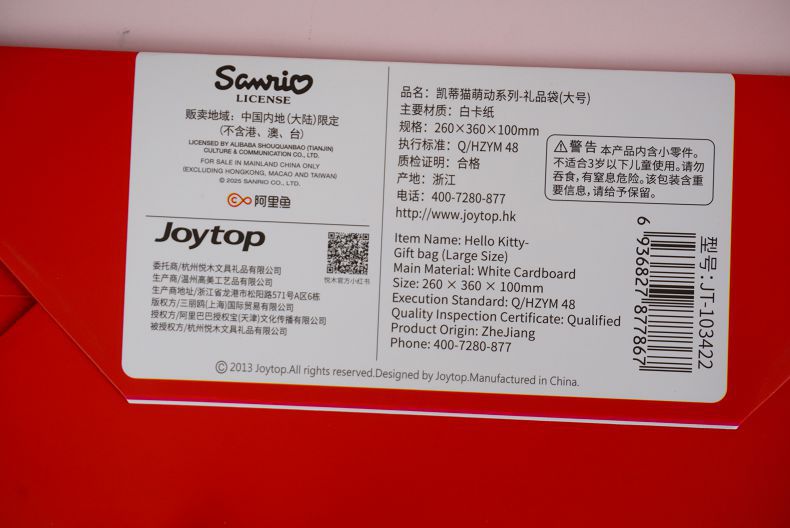 Sanrio
LICENSE
贩卖地域：中国内地(大陆)限定
(不含港、澳、台)
LICENSED BY ALIBABA SHOUQUANBAO (TIANJIN)
CULTURE & COMMUNICATION CO., LTD.
FOR SALE IN MAINLAND CHINA ONLY
(EXCLUDING HONGKONG, MACAO AND TAIWAN)
© 2025 SANRIO CO., LTD.
阿里鱼
Joytop
悦木官方小红书
委托商/杭州悦木文具礼品有限公司
生产商/温州高美工艺品有限公司
生产商地址/浙江省龙港市松阳路571号A区6栋
版权方/三丽鸥(上海)国际贸易有限公司
授权方/阿里巴巴授权宝(天津)文化传播有限公司
被授权方/杭州悦木文具礼品有限公司
品名：凯蒂猫萌动系列-礼品袋(大号)
主要材质：白卡纸
规格：260×360×100mm
执行标准：Q/HZYM 48
质检证明：合格
产地：浙江
电话：400-7280-877
http://www.joytop.hk
⚠警告 本产品内含小零件。
不适合3岁以下儿童使用。请勿
吞食，有窒息危险。该包装含重
要信息，请给予保留。
Item Name: Hello Kitty-
Gift bag (Large Size)
Main Material: White Cardboard
Size: 260 × 360 × 100mm
Execution Standard: Q/HZYM 48
Quality Inspection Certificate: Qualified
Product Origin: ZheJiang
Phone: 400-7280-877
6 936827 877867
型号：JT-103422
© 2013 Joytop.All rights reserved.Designed by Joytop.Manufactured in China.